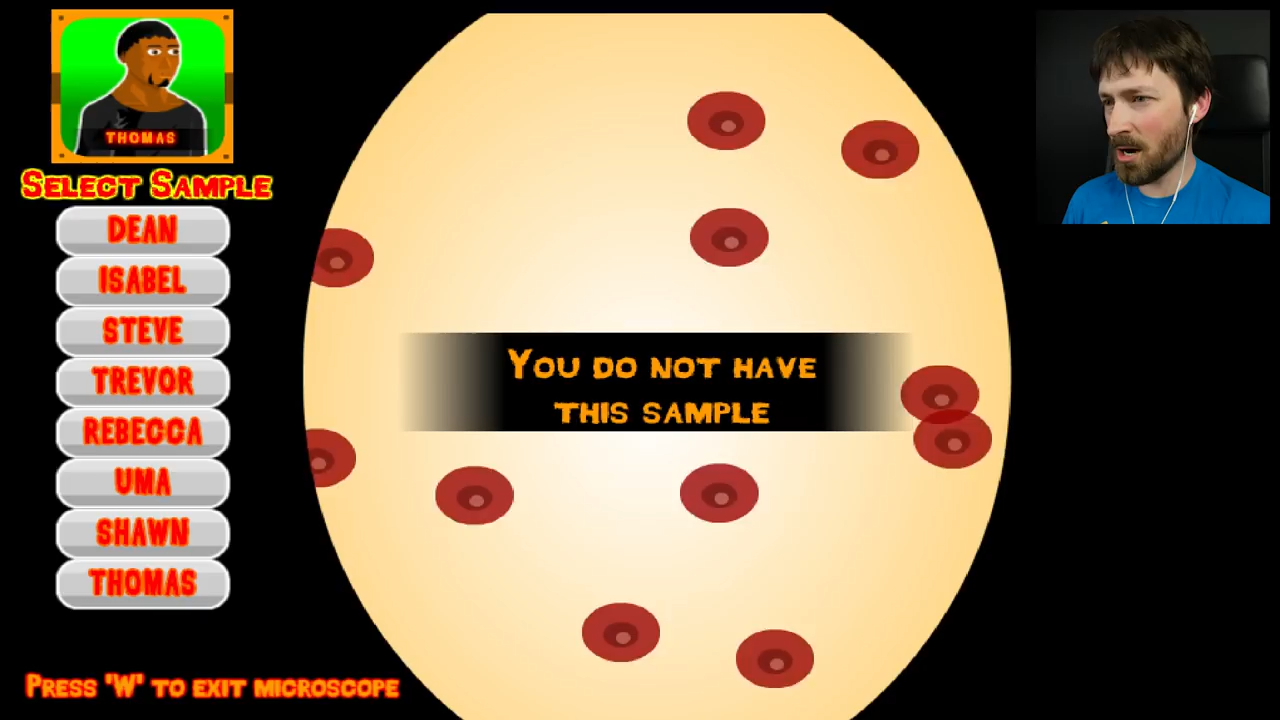 THOMAS
SELECT SAMPLE
DEAN
ISABEL
STEVE
TREVOR
REBECCA
UMA
SHAWN
THOMAS
YOU DO NOT HAVE
THIS SAMPLE
PRESS 'W' TO EXIT MICROSCOPE